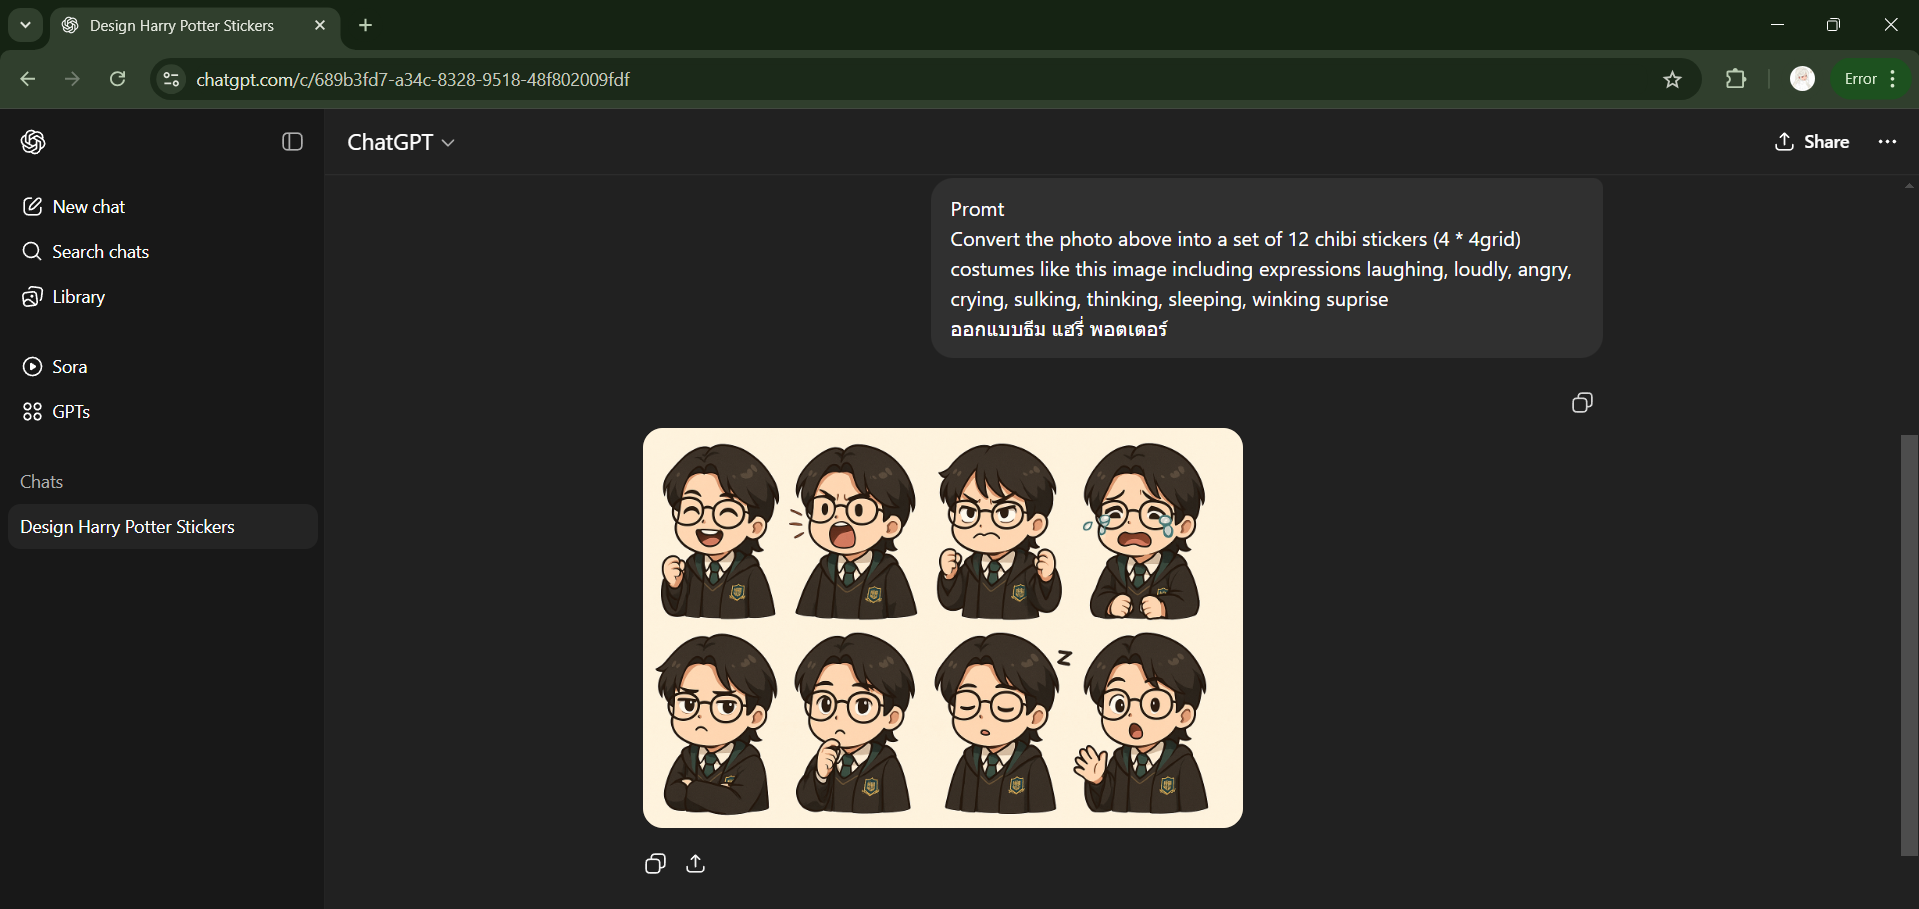 Design Harry Potter Stickers
chatgpt.com/c/689b3fd7-a34c-8328-9518-48f802009fdf
Error
ChatGPT
Share
New chat
Search chats
Library
Sora
GPTs
Chats
Design Harry Potter Stickers
Promt
Convert the photo above into a set of 12 chibi stickers (4 * 4grid)
costumes like this image including expressions laughing, loudly, angry,
crying, sulking, thinking, sleeping, winking suprise
ออกแบบธีม แฮรี่ พอตเตอร์
z